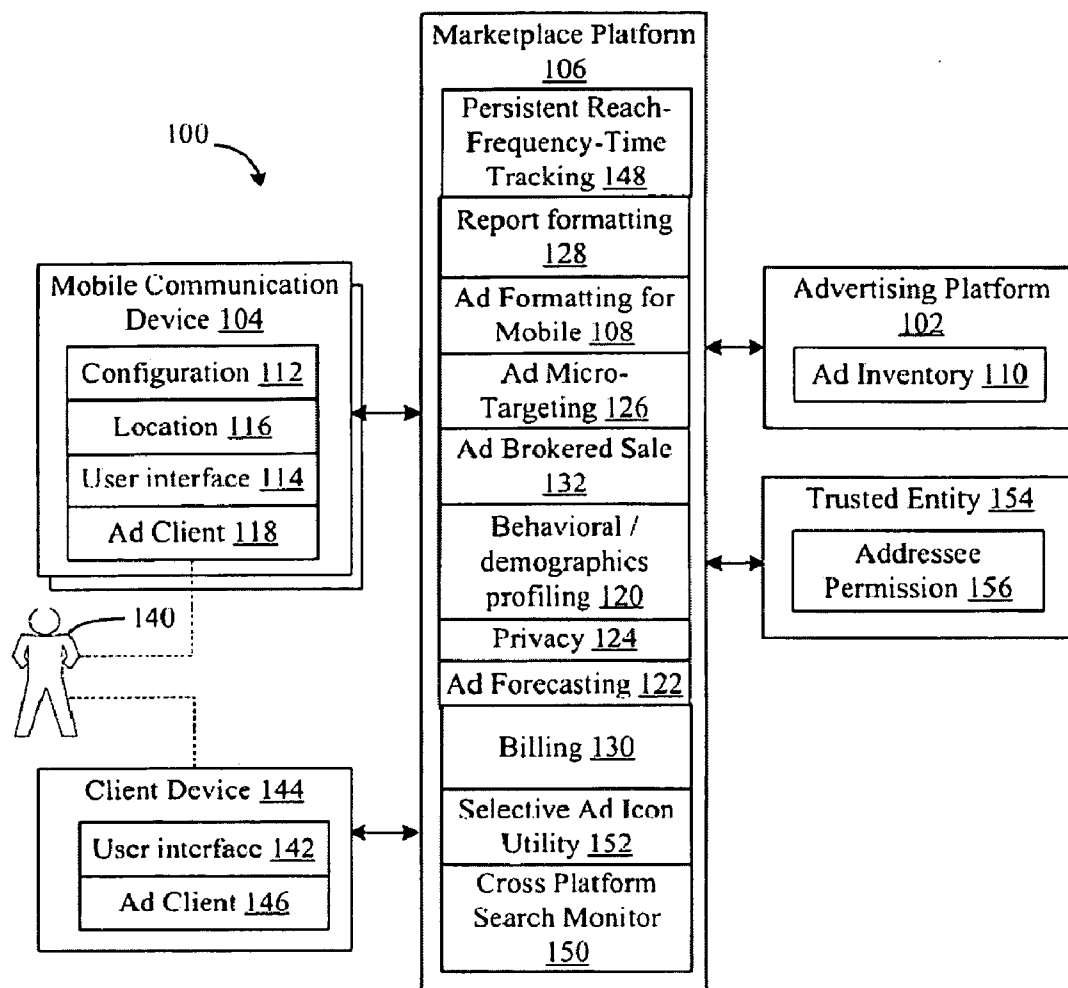 100
Mobile Communication
Device 104
Configuration 112
Location 116
User interface 114
Ad Client 118
140
Client Device 144
User interface 142
Ad Client 146
Marketplace Platform
106
Persistent Reach-
Frequency-Time
Tracking 148
Report formatting
128
Ad Formatting for
Mobile 108
Ad Micro-
Targeting 126
Ad Brokered Sale
132
Behavioral /
demographics
profiling 120
Privacy 124
Ad Forecasting 122
Billing 130
Selective Ad Icon
Utility 152
Cross Platform
Search Monitor
150
Advertising Platform
102
Ad Inventory 110
Trusted Entity 154
Addressee
Permission 156